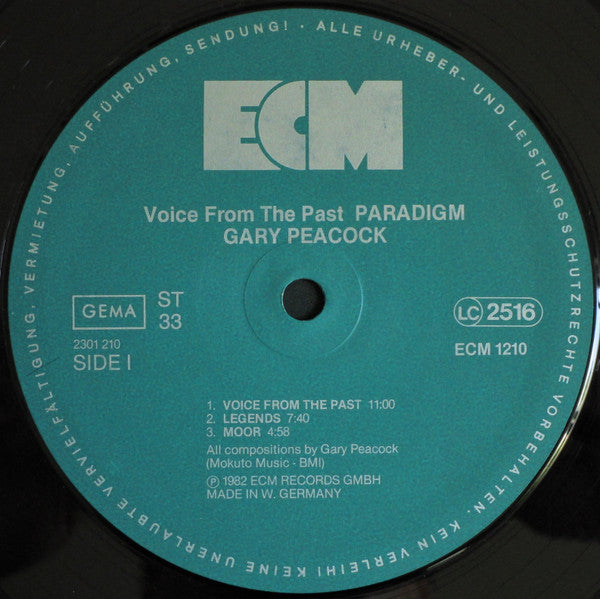 ALLE URHEBER- UND LEISTUNGSSCHUTZRECHTE VORBEHALTEN. KEIN VERLEIH! KEINE UNERLAUBTE VERVIELFÄLTIGUNG, VERMIETUNG, AUFFÜHRUNG, SENDUNG! ·
ECM
Voice From The Past PARADIGM
GARY PEACOCK
GEMA
ST
33
LC 2516
2301 210
SIDE I
ECM 1210
1. VOICE FROM THE PAST 11:00
2. LEGENDS 7:40
3. MOOR 4:58
All compositions by Gary Peacock
(Mokuto Music · BMI)
Ⓟ 1982 ECM RECORDS GMBH
MADE IN W. GERMANY